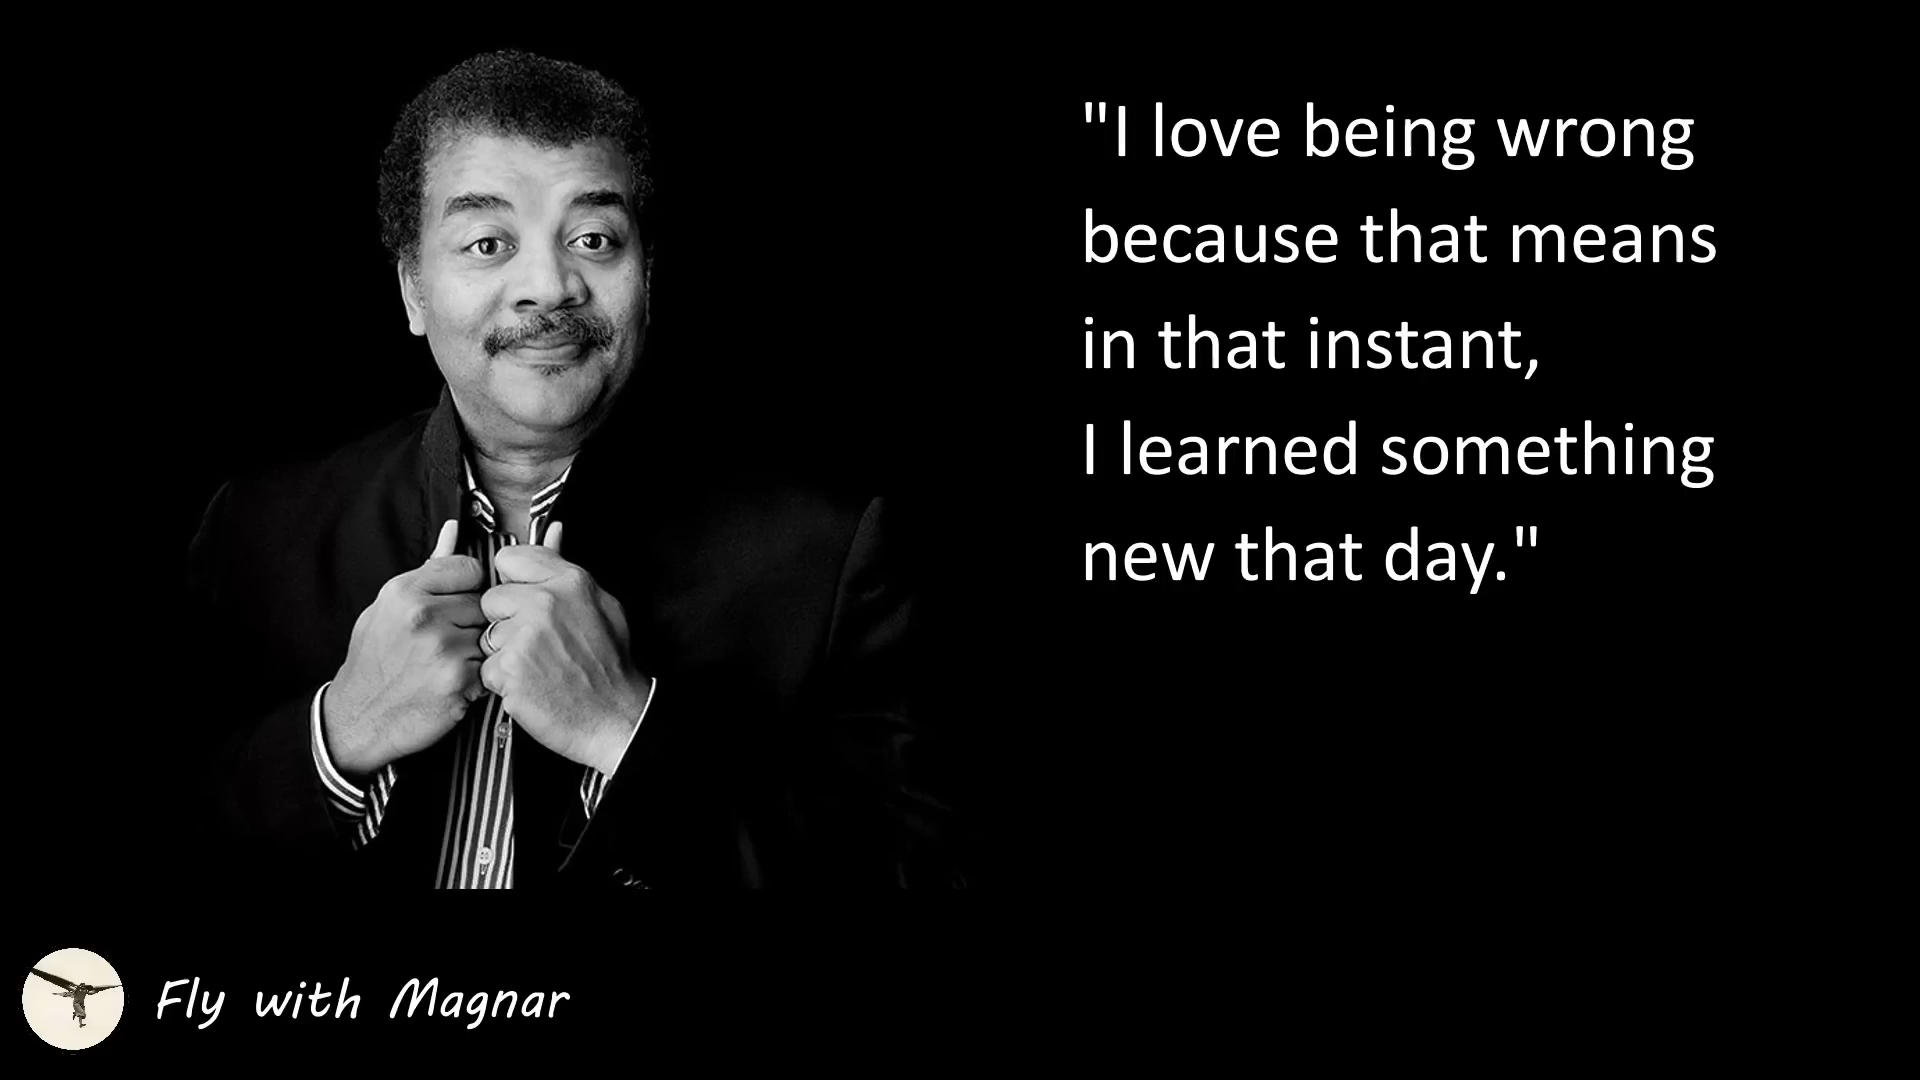 "I love being wrong
because that means
in that instant,
I learned something
new that day."
Fly with Magnar